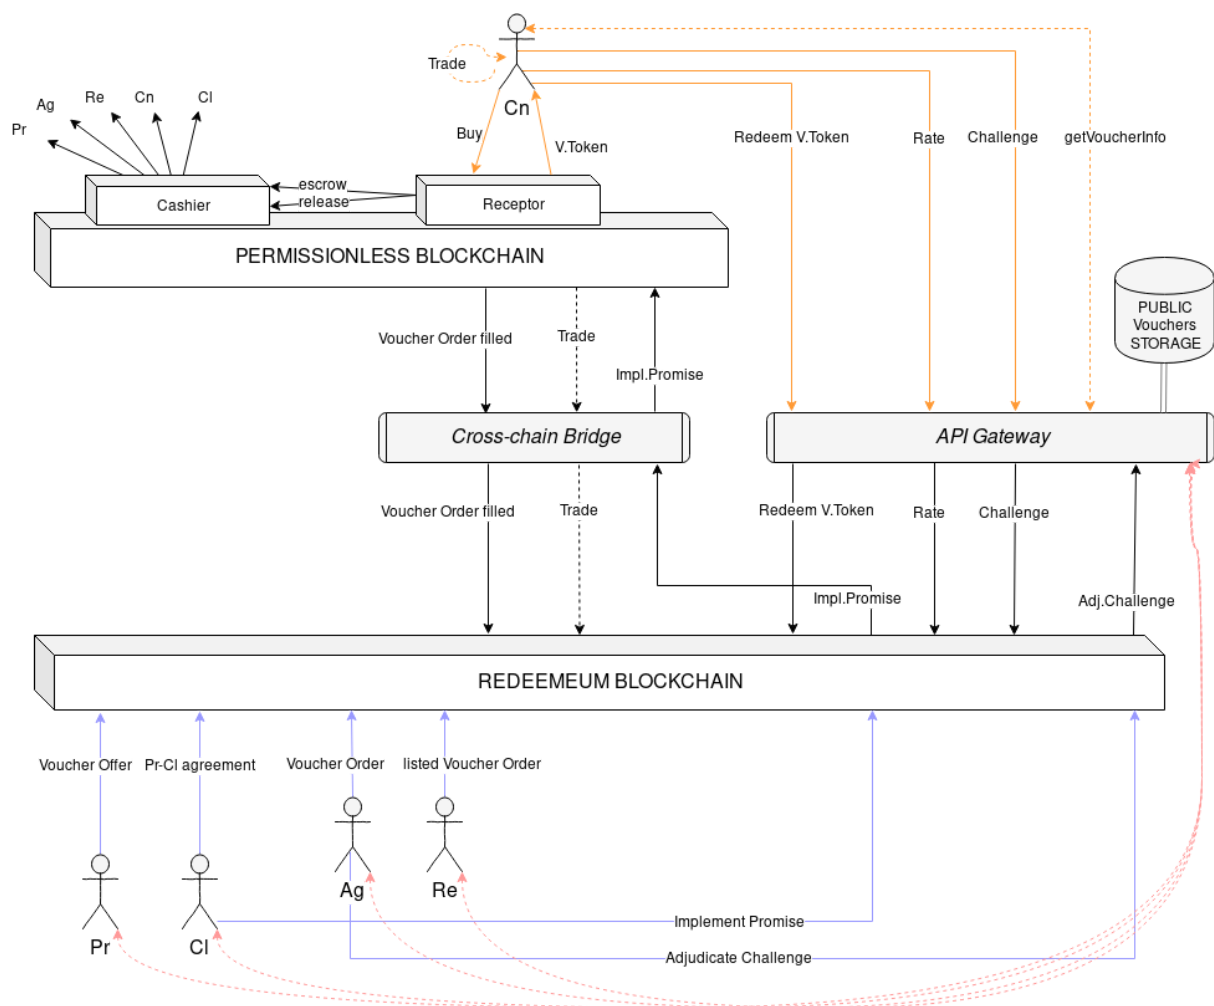 Cn
Trade
Buy
V.Token
Redeem V.Token
Rate
Challenge
getVoucherInfo
Pr
Ag
Re
Cn
Cl
Cashier
escrow
release
Receptor
PERMISSIONLESS BLOCKCHAIN
PUBLIC
Vouchers
STORAGE
Voucher Order filled
Trade
Impl.Promise
Cross-chain Bridge
API Gateway
Voucher Order filled
Trade
Impl.Promise
Redeem V.Token
Rate
Challenge
Adj.Challenge
REDEEMEUM BLOCKCHAIN
Voucher Offer
Pr-Cl agreement
Voucher Order
listed Voucher Order
Pr
Cl
Ag
Re
Implement Promise
Adjudicate Challenge